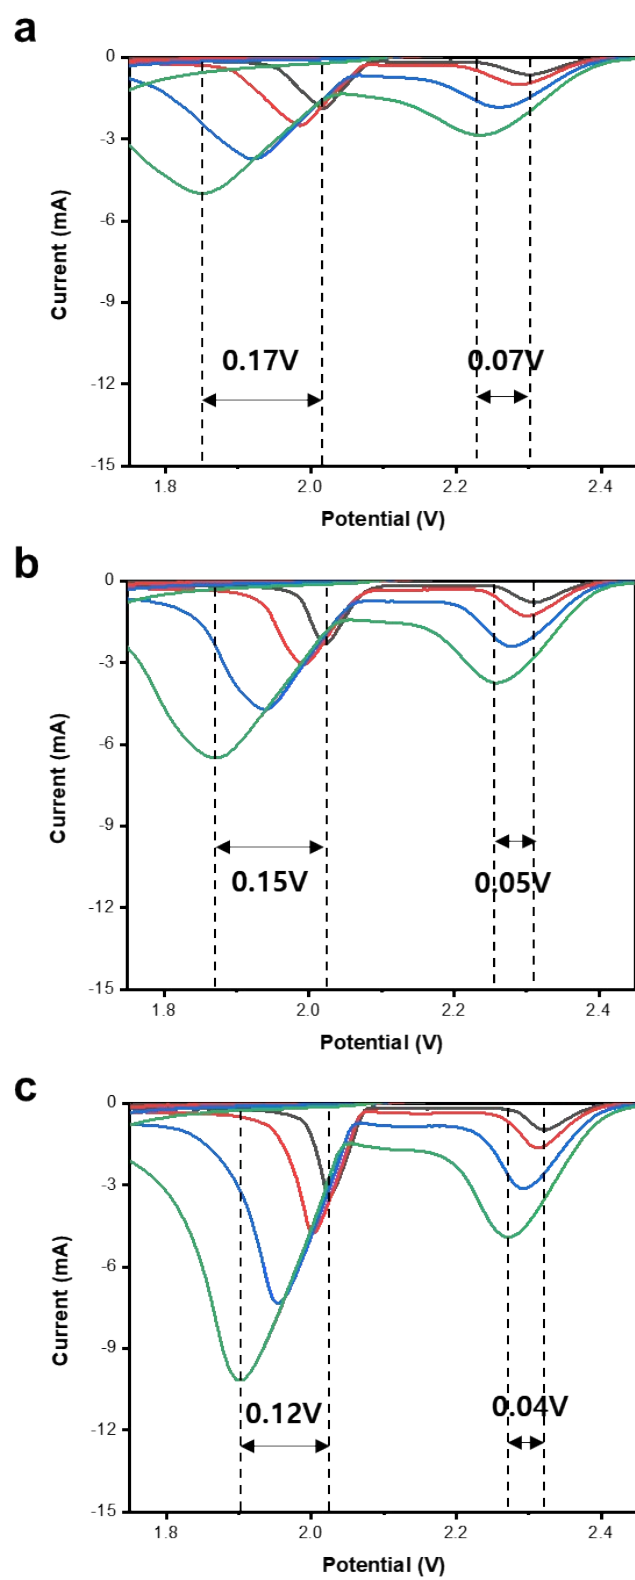 a
0
-3
-6
-9
-12
-15
Current (mA)
0.17V
0.07V
1.8
2.0
2.2
2.4
Potential (V)
b
0
-3
-6
-9
-12
-15
Current (mA)
0.15V
0.05V
1.8
2.0
2.2
2.4
Potential (V)
c
0
-3
-6
-9
-12
-15
Current (mA)
0.12V
0.04V
1.8
2.0
2.2
2.4
Potential (V)